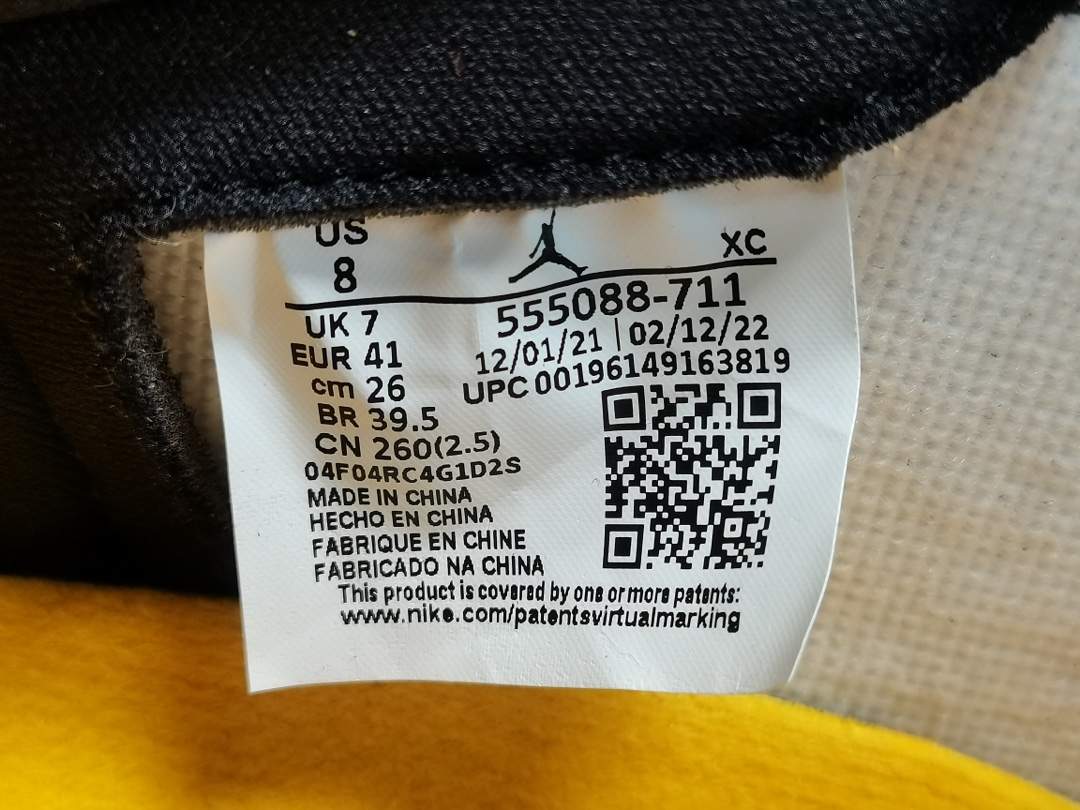 US
8
XC
555088-711
12/01/21 | 02/12/22
UPC 00196149163819
UK 7
EUR 41
cm 26
BR 39.5
CN 260(2.5)
04F04RC4G1D2S
MADE IN CHINA
HECHO EN CHINA
FABRIQUE EN CHINE
FABRICADO NA CHINA
This product is covered by one or more patents:
www.nike.com/patentsvirtualmarking